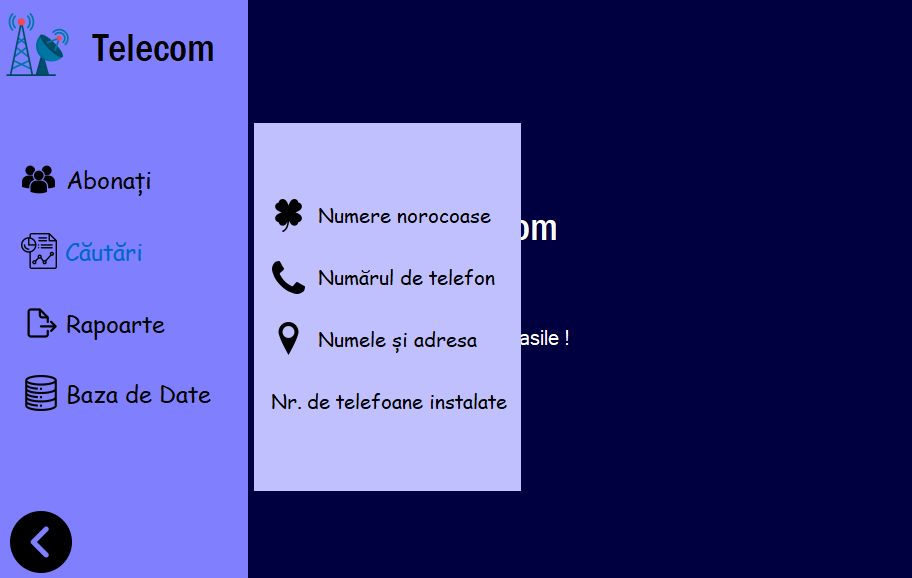 Telecom
Abonați
Căutări
Rapoarte
Baza de Date
Numere norocoase
Numărul de telefon
Numele și adresa
Nr. de telefoane instalate
om
asile !